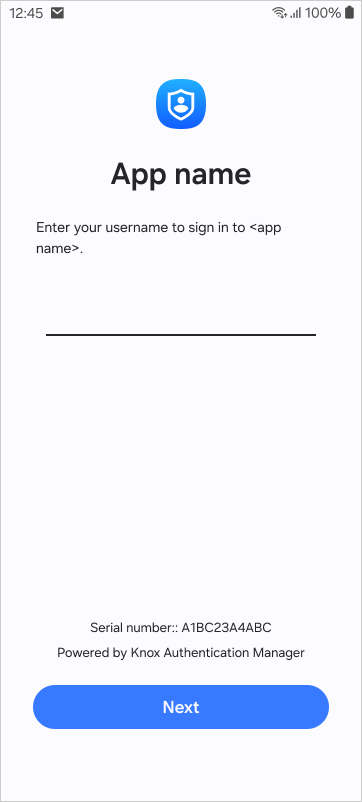 12:45 100%
App name
Enter your username to sign in to <app
name>.
Serial number:: A1BC23A4ABC
Powered by Knox Authentication Manager
Next